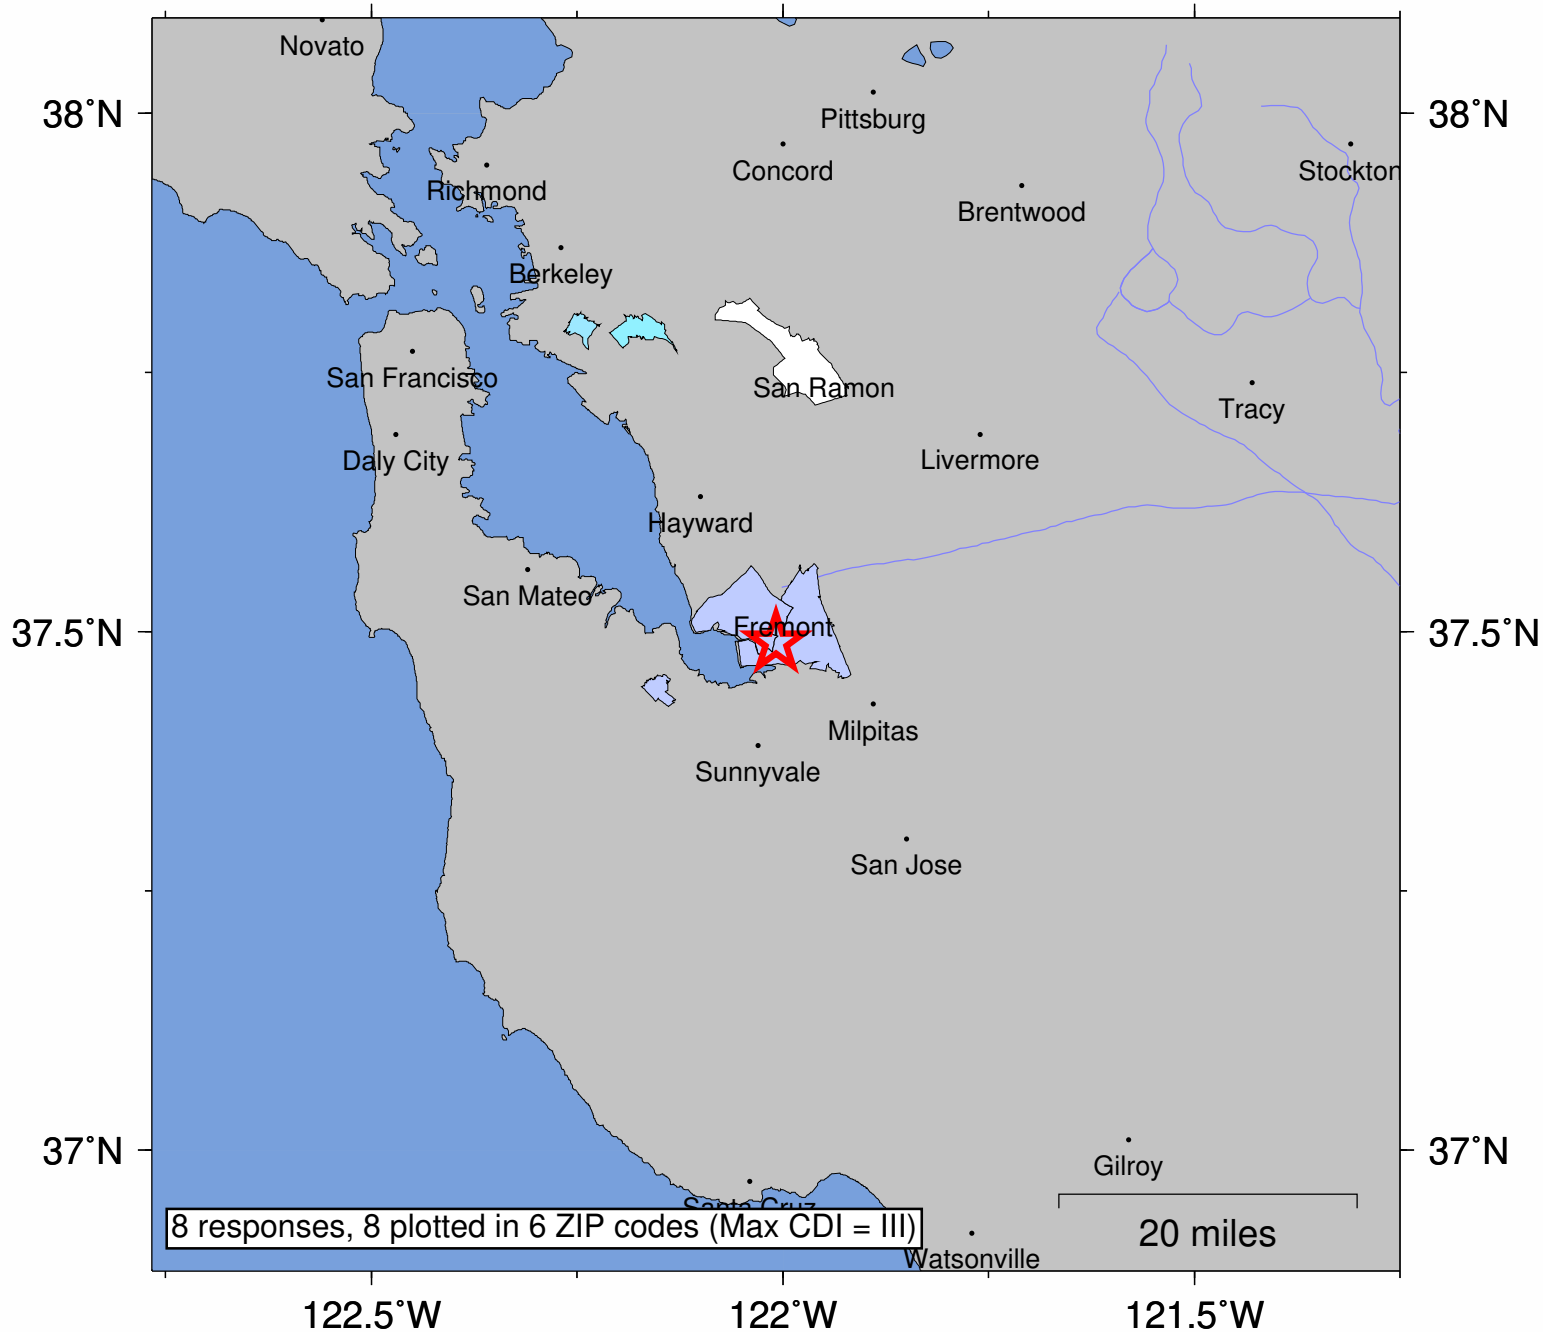 Novato
38°N
38°N
Pittsburg
Concord
Stockton
Richmond
Brentwood
Berkeley
San Francisco
San Ramon
Tracy
Daly City
Livermore
Hayward
San Mateo
Fremont
37.5°N
37.5°N
Milpitas
Sunnyvale
San Jose
37°N
37°N
Gilroy
Santa Cruz
8 responses, 8 plotted in 6 ZIP codes (Max CDI = III)
20 miles
Watsonville
122.5°W
122°W
121.5°W